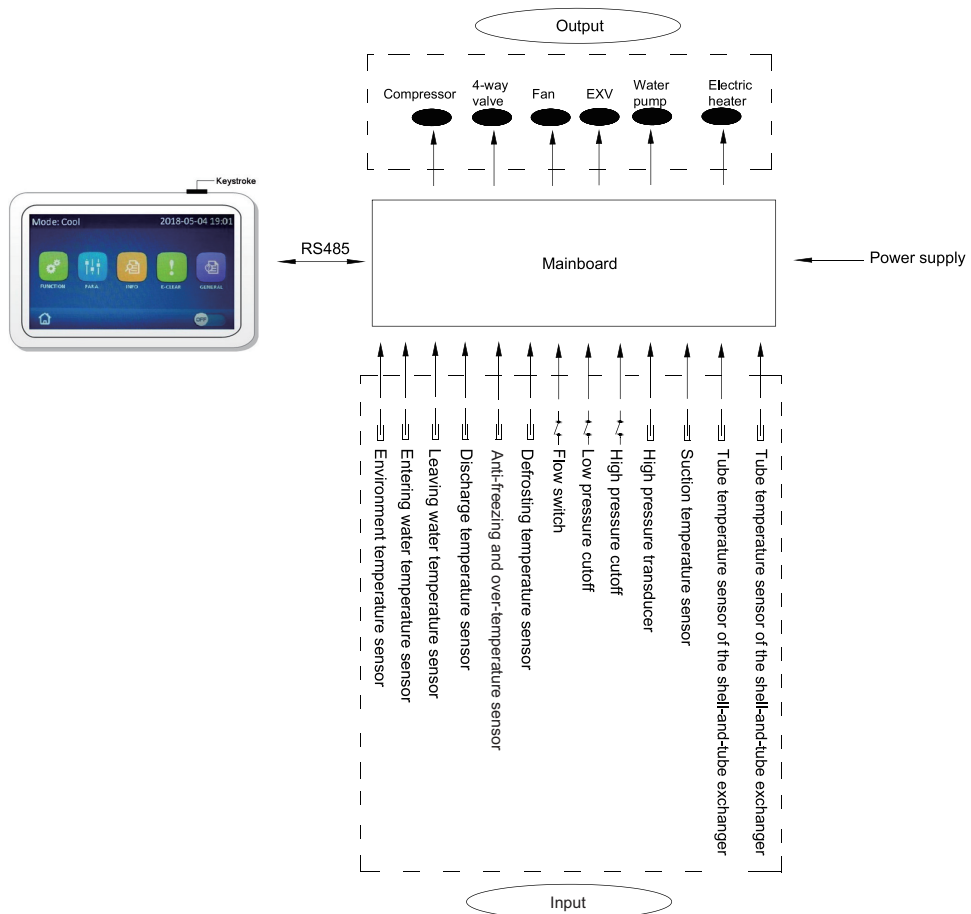 Output
Compressor
4-way
valve
Fan
EXV
Water
pump
Electric
heater
Keystroke
Mode: Cool
2018-05-04 19:01
FUNCTION
PARA
INFO
E-CLEAR
GENERAL
OFF
RS485
Mainboard
Power supply
Environment temperature sensor
Entering water temperature sensor
Leaving water temperature sensor
Discharge temperature sensor
Anti-freezing and over-temperature sensor
Defrosting temperature sensor
Flow switch
Low pressure cutoff
High pressure cutoff
High pressure transducer
Suction temperature sensor
Tube temperature sensor of the shell-and-tube exchanger
Tube temperature sensor of the shell-and-tube exchanger
Input